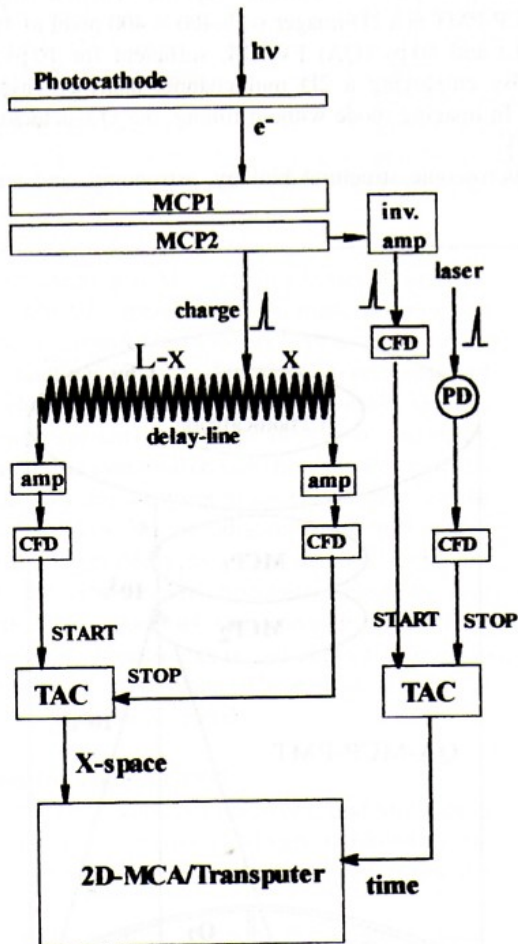 hν
Photocathode
e-
MCP1
MCP2
inv. amp
laser
charge
CFD
L-x
x
PD
delay-line
amp
amp
CFD
CFD
CFD
START
START
STOP
STOP
TAC
TAC
X-space
2D-MCA/Transputer
time